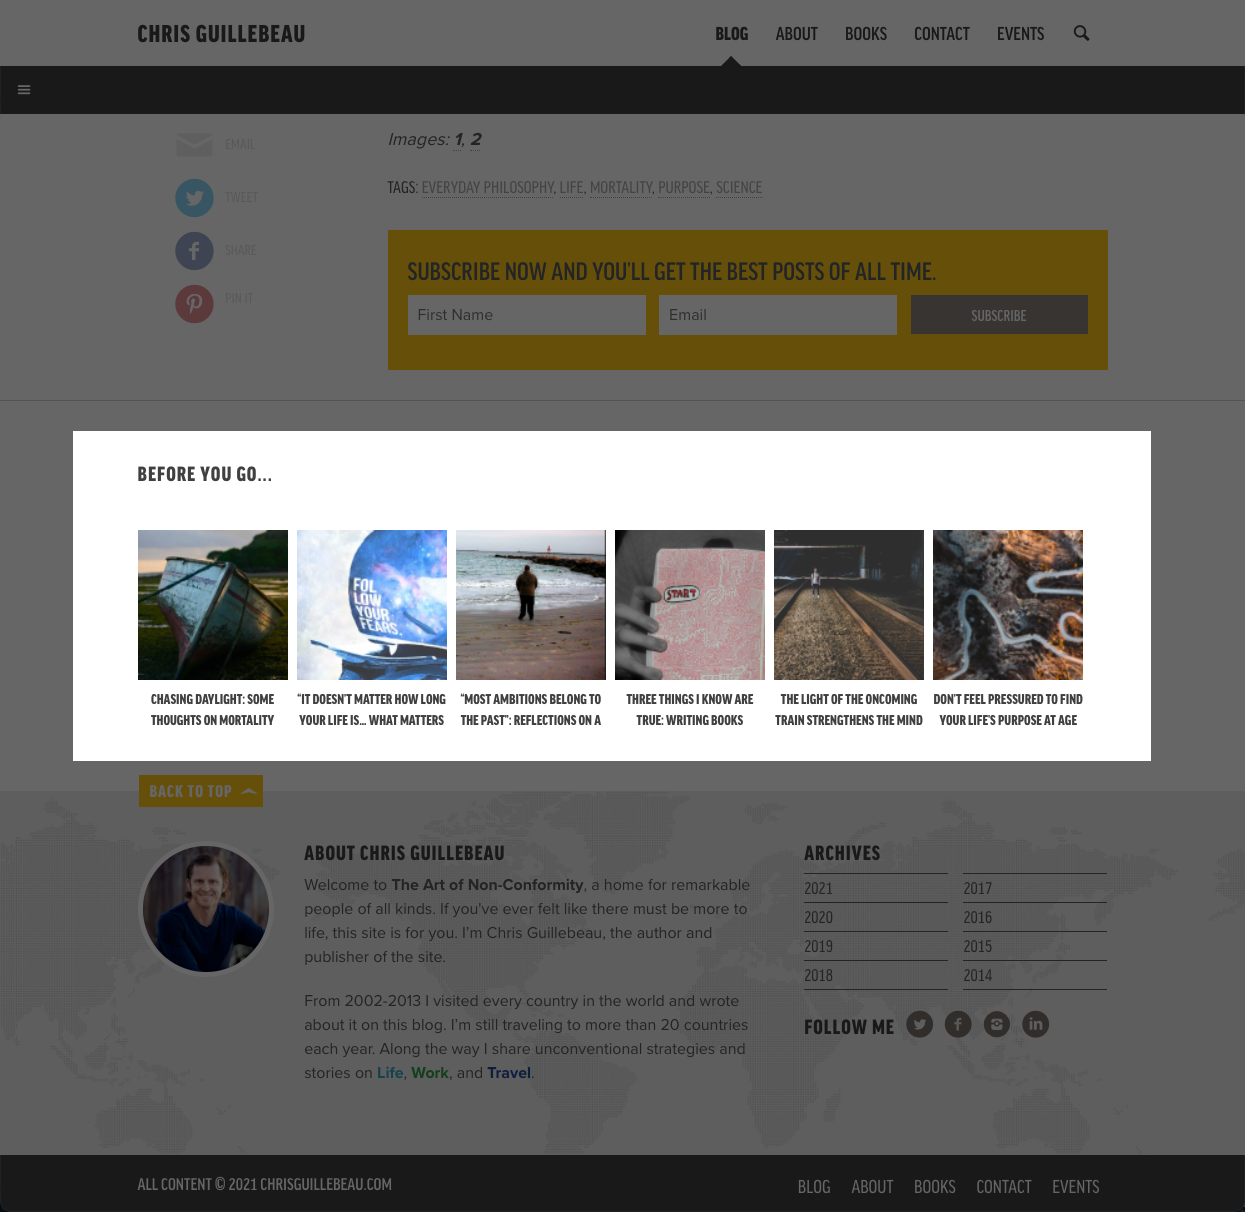 CHRIS GUILLEBEAU
BLOG ABOUT BOOKS CONTACT EVENTS
EMAIL
TWEET
SHARE
PIN IT
Images: 1, 2
TAGS: EVERYDAY PHILOSOPHY, LIFE, MORTALITY, PURPOSE, SCIENCE
SUBSCRIBE NOW AND YOU'LL GET THE BEST POSTS OF ALL TIME.
First Name Email SUBSCRIBE
BEFORE YOU GO...
FOL
LOW
YOUR
FEARS.
START
CHASING DAYLIGHT: SOME
THOUGHTS ON MORTALITY
“IT DOESN’T MATTER HOW LONG
YOUR LIFE IS… WHAT MATTERS
“MOST AMBITIONS BELONG TO
THE PAST”: REFLECTIONS ON A
THREE THINGS I KNOW ARE
TRUE: WRITING BOOKS
THE LIGHT OF THE ONCOMING
TRAIN STRENGTHENS THE MIND
DON’T FEEL PRESSURED TO FIND
YOUR LIFE’S PURPOSE AT AGE
BACK TO TOP
ABOUT CHRIS GUILLEBEAU
Welcome to The Art of Non-Conformity, a home for remarkable
people of all kinds. If you've ever felt like there must be more to
life, this site is for you. I’m Chris Guillebeau, the author and
publisher of the site.
From 2002-2013 I visited every country in the world and wrote
about it on this blog. I’m still traveling to more than 20 countries
each year. Along the way I share unconventional strategies and
stories on Life, Work, and Travel.
ARCHIVES
2021 2017
2020 2016
2019 2015
2018 2014
FOLLOW ME
ALL CONTENT © 2021 CHRISGUILLEBEAU.COM
BLOG ABOUT BOOKS CONTACT EVENTS